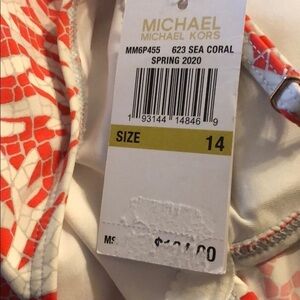 MICHAEL
MICHAEL KORS
MM6P455 623 SEA CORAL
SPRING 2020
1 93144 14846 9
SIZE 14